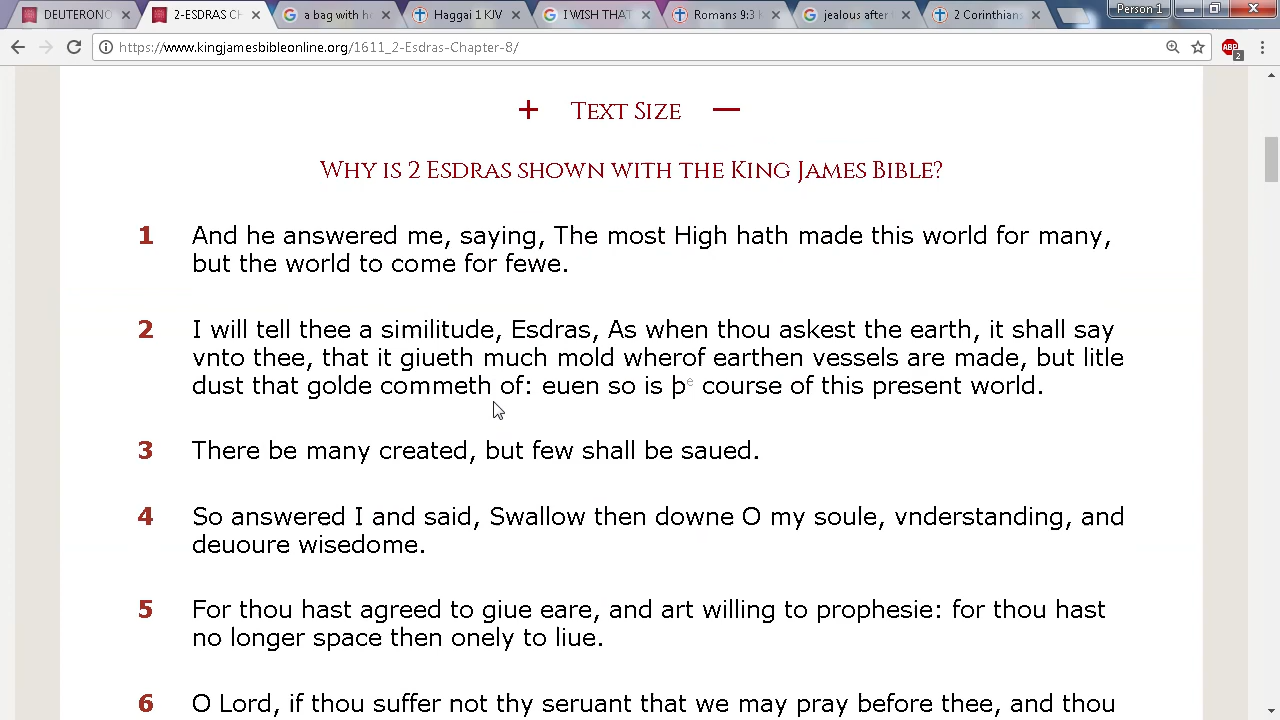 DEUTERONO
2-ESDRAS CH
a bag with he
Haggai 1 KJV
I WISH THAT
Romans 9:3 K
jealous after
2 Corinthians
Person 1
https://www.kingjamesbibleonline.org/1611_2-Esdras-Chapter-8/
ABP
2
+ Text Size —
Why is 2 Esdras shown with the King James Bible?
1 And he answered me, saying, The most High hath made this world for many,
but the world to come for fewe.
2 I will tell thee a similitude, Esdras, As when thou askest the earth, it shall say
vnto thee, that it giueth much mold wherof earthen vessels are made, but litle
dust that golde commeth of: euen so is þe course of this present world.
3 There be many created, but few shall be saued.
4 So answered I and said, Swallow then downe O my soule, vnderstanding, and
deuoure wisedome.
5 For thou hast agreed to giue eare, and art willing to prophesie: for thou hast
no longer space then onely to liue.
6 O Lord, if thou suffer not thy seruant that we may pray before thee, and thou